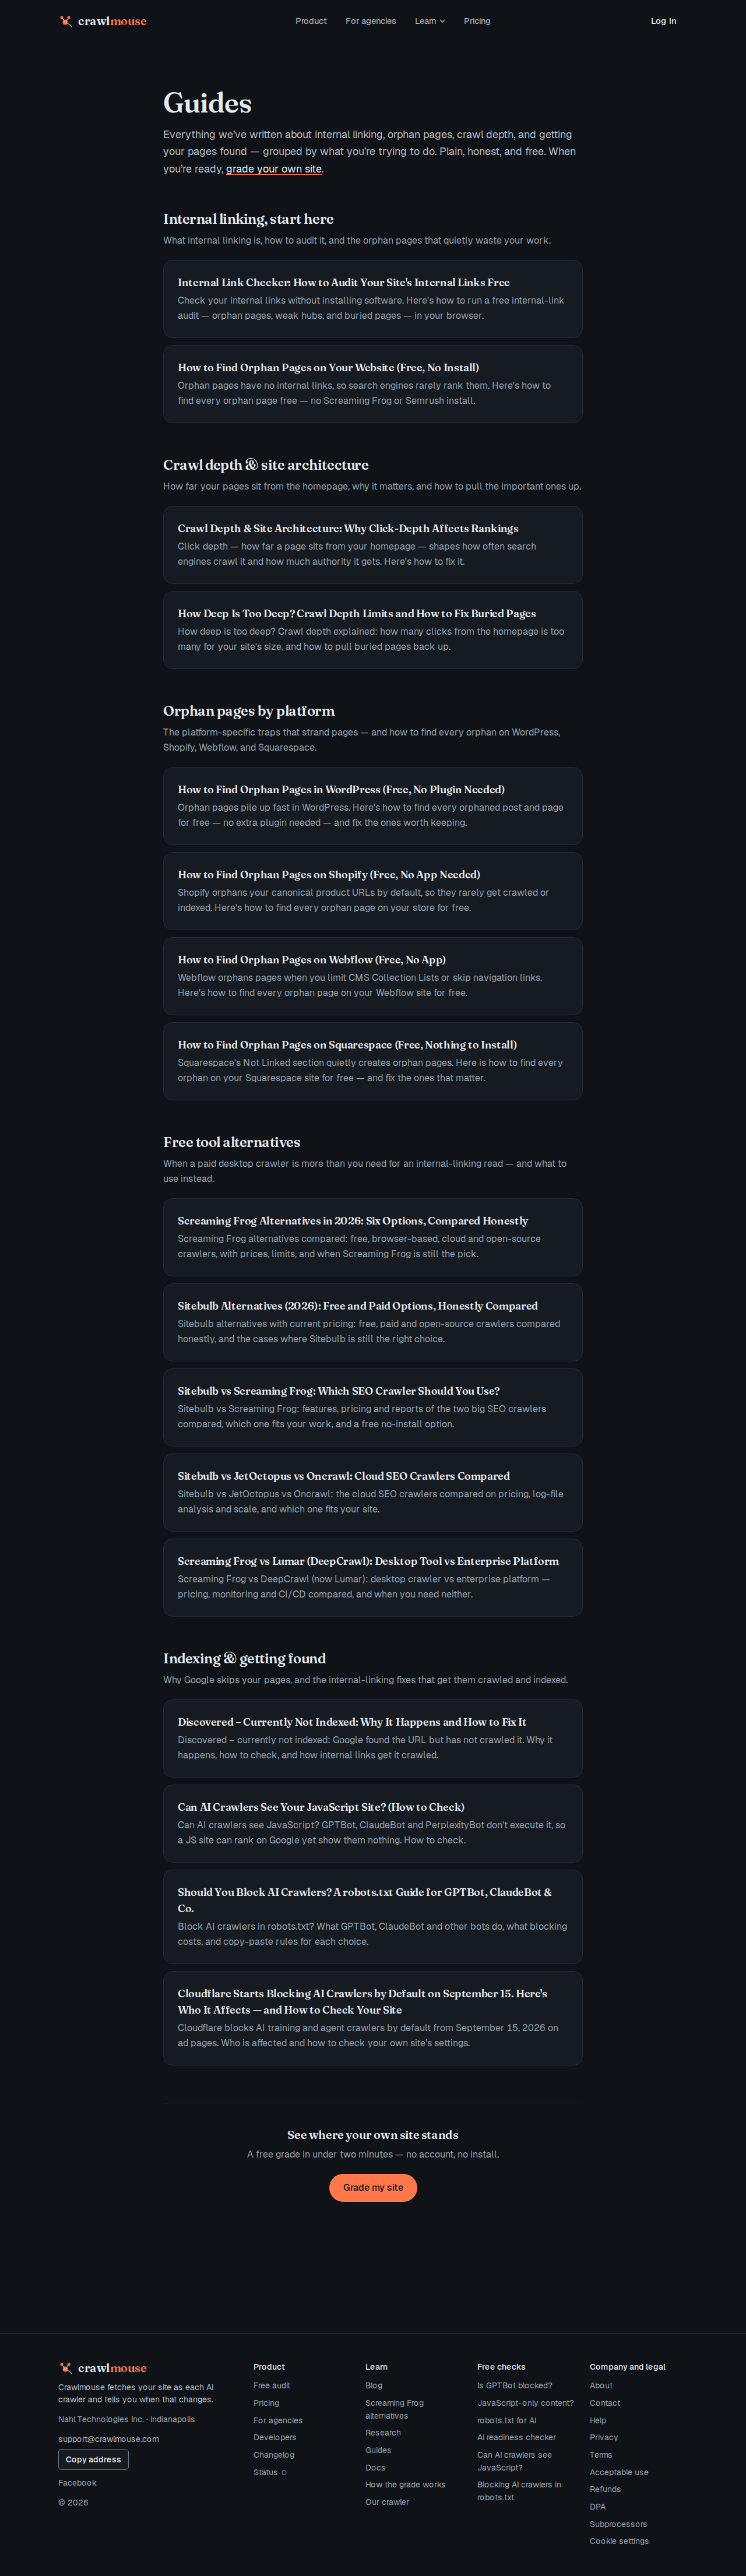 crawlmouse
Product
For agencies
Learn
Pricing
Log in
Guides
Everything we've written about internal linking, orphan pages, crawl depth, and getting
your pages found — grouped by what you're trying to do. Plain, honest, and free. When
you're ready, grade your own site.
Internal linking, start here
What internal linking is, how to audit it, and the orphan pages that quietly waste your work.
Internal Link Checker: How to Audit Your Site's Internal Links Free
Check your internal links without installing software. Here's how to run a free internal-link
audit — orphan pages, weak hubs, and buried pages — in your browser.
How to Find Orphan Pages on Your Website (Free, No Install)
Orphan pages have no internal links, so search engines rarely rank them. Here's how to
find every orphan page free — no Screaming Frog or Semrush install.
Crawl depth & site architecture
How far your pages sit from the homepage, why it matters, and how to pull the important ones up.
Crawl Depth & Site Architecture: Why Click-Depth Affects Rankings
Click depth — how far a page sits from your homepage — shapes how often search
engines crawl it and how much authority it gets. Here's how to fix it.
How Deep Is Too Deep? Crawl Depth Limits and How to Fix Buried Pages
How deep is too deep? Crawl depth explained: how many clicks from the homepage is too
many for your site's size, and how to pull buried pages back up.
Orphan pages by platform
The platform-specific traps that strand pages — and how to find every orphan on WordPress,
Shopify, Webflow, and Squarespace.
How to Find Orphan Pages in WordPress (Free, No Plugin Needed)
Orphan pages pile up fast in WordPress. Here's how to find every orphaned post and page
for free — no extra plugin needed — and fix the ones worth keeping.
How to Find Orphan Pages on Shopify (Free, No App Needed)
Shopify orphans your canonical product URLs by default, so they rarely get crawled or
indexed. Here's how to find every orphan page on your store for free.
How to Find Orphan Pages on Webflow (Free, No App)
Webflow orphans pages when you limit CMS Collection Lists or skip navigation links.
Here's how to find every orphan page on your Webflow site for free.
How to Find Orphan Pages on Squarespace (Free, Nothing to Install)
Squarespace's Not Linked section quietly creates orphan pages. Here is how to find every
orphan on your Squarespace site for free — and fix the ones that matter.
Free tool alternatives
When a paid desktop crawler is more than you need for an internal-linking read — and what to
use instead.
Screaming Frog Alternatives in 2026: Six Options, Compared Honestly
Screaming Frog alternatives compared: free, browser-based, cloud and open-source
crawlers, with prices, limits, and when Screaming Frog is still the pick.
Sitebulb Alternatives (2026): Free and Paid Options, Honestly Compared
Sitebulb alternatives with current pricing: free, paid and open-source crawlers compared
honestly, and the cases where Sitebulb is still the right choice.
Sitebulb vs Screaming Frog: Which SEO Crawler Should You Use?
Sitebulb vs Screaming Frog: features, pricing and reports of the two big SEO crawlers
compared, which one fits your work, and a free no-install option.
Sitebulb vs JetOctopus vs Oncrawl: Cloud SEO Crawlers Compared
Sitebulb vs JetOctopus vs Oncrawl: the cloud SEO crawlers compared on pricing, log-file
analysis and scale, and which one fits your site.
Screaming Frog vs Lumar (DeepCrawl): Desktop Tool vs Enterprise Platform
Screaming Frog vs DeepCrawl (now Lumar): desktop crawler vs enterprise platform —
pricing, monitoring and CI/CD compared, and when you need neither.
Indexing & getting found
Why Google skips your pages, and the internal-linking fixes that get them crawled and indexed.
Discovered – Currently Not Indexed: Why It Happens and How to Fix It
Discovered – currently not indexed: Google found the URL but has not crawled it. Why it
happens, how to check, and how internal links get it crawled.
Can AI Crawlers See Your JavaScript Site? (How to Check)
Can AI crawlers see JavaScript? GPTBot, ClaudeBot and PerplexityBot don't execute it, so
a JS site can rank on Google yet show them nothing. How to check.
Should You Block AI Crawlers? A robots.txt Guide for GPTBot, ClaudeBot &
Co.
Block AI crawlers in robots.txt? What GPTBot, ClaudeBot and other bots do, what blocking
costs, and copy-paste rules for each choice.
Cloudflare Starts Blocking AI Crawlers by Default on September 15. Here's
Who It Affects — and How to Check Your Site
Cloudflare blocks AI training and agent crawlers by default from September 15, 2026 on
ad pages. Who is affected and how to check your own site's settings.
See where your own site stands
A free grade in under two minutes — no account, no install.
Grade my site
crawlmouse
Crawlmouse fetches your site as each AI
crawler and tells you when that changes.
Nahl Technologies Inc. · Indianapolis
support@crawlmouse.com
Copy address
Facebook
© 2026
Product
Free audit
Pricing
For agencies
Developers
Changelog
Status
Learn
Blog
Screaming Frog
alternatives
Research
Guides
Docs
How the grade works
Our crawler
Free checks
Is GPTBot blocked?
JavaScript-only content?
robots.txt for AI
AI readiness checker
Can AI crawlers see
JavaScript?
Blocking AI crawlers in
robots.txt
Company and legal
About
Contact
Help
Privacy
Terms
Acceptable use
Refunds
DPA
Subprocessors
Cookie settings